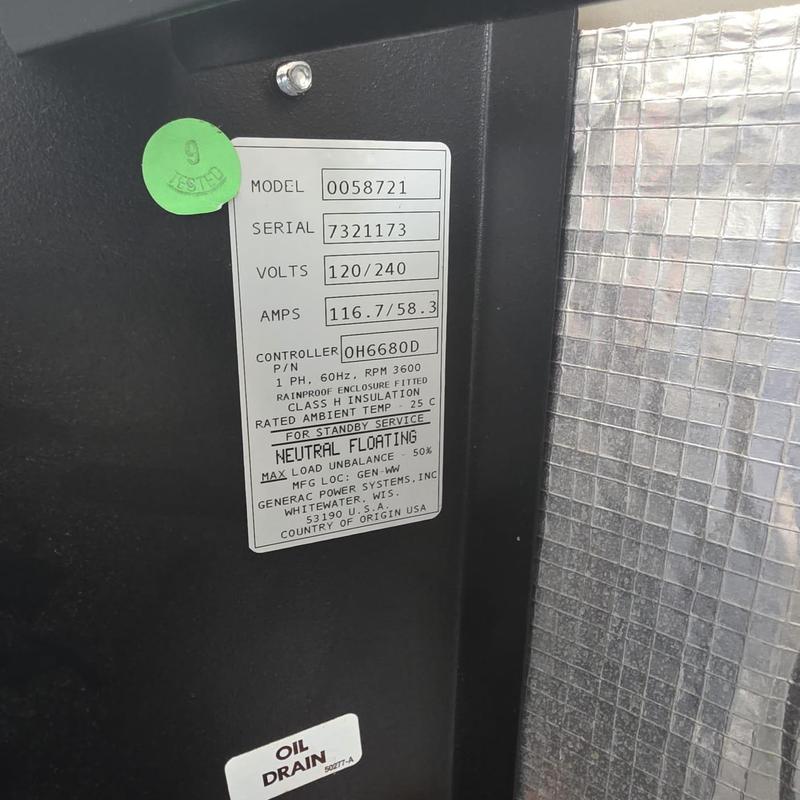 9
TESTED
MODEL 0058721
SERIAL 7321173
VOLTS 120/240
AMPS 116.7/58.3
CONTROLLER P/N 0H6680D
1 PH, 60Hz, RPM 3600
RAINPROOF ENCLOSURE FITTED
CLASS H INSULATION
RATED AMBIENT TEMP - 25 C
FOR STANDBY SERVICE
NEUTRAL FLOATING
MAX LOAD UNBALANCE - 50%
MFG LOC: GEN-WW
GENERAC POWER SYSTEMS,INC
WHITEWATER, WIS.
53190 U.S.A.
COUNTRY OF ORIGIN USA
OIL
DRAIN 50277-A